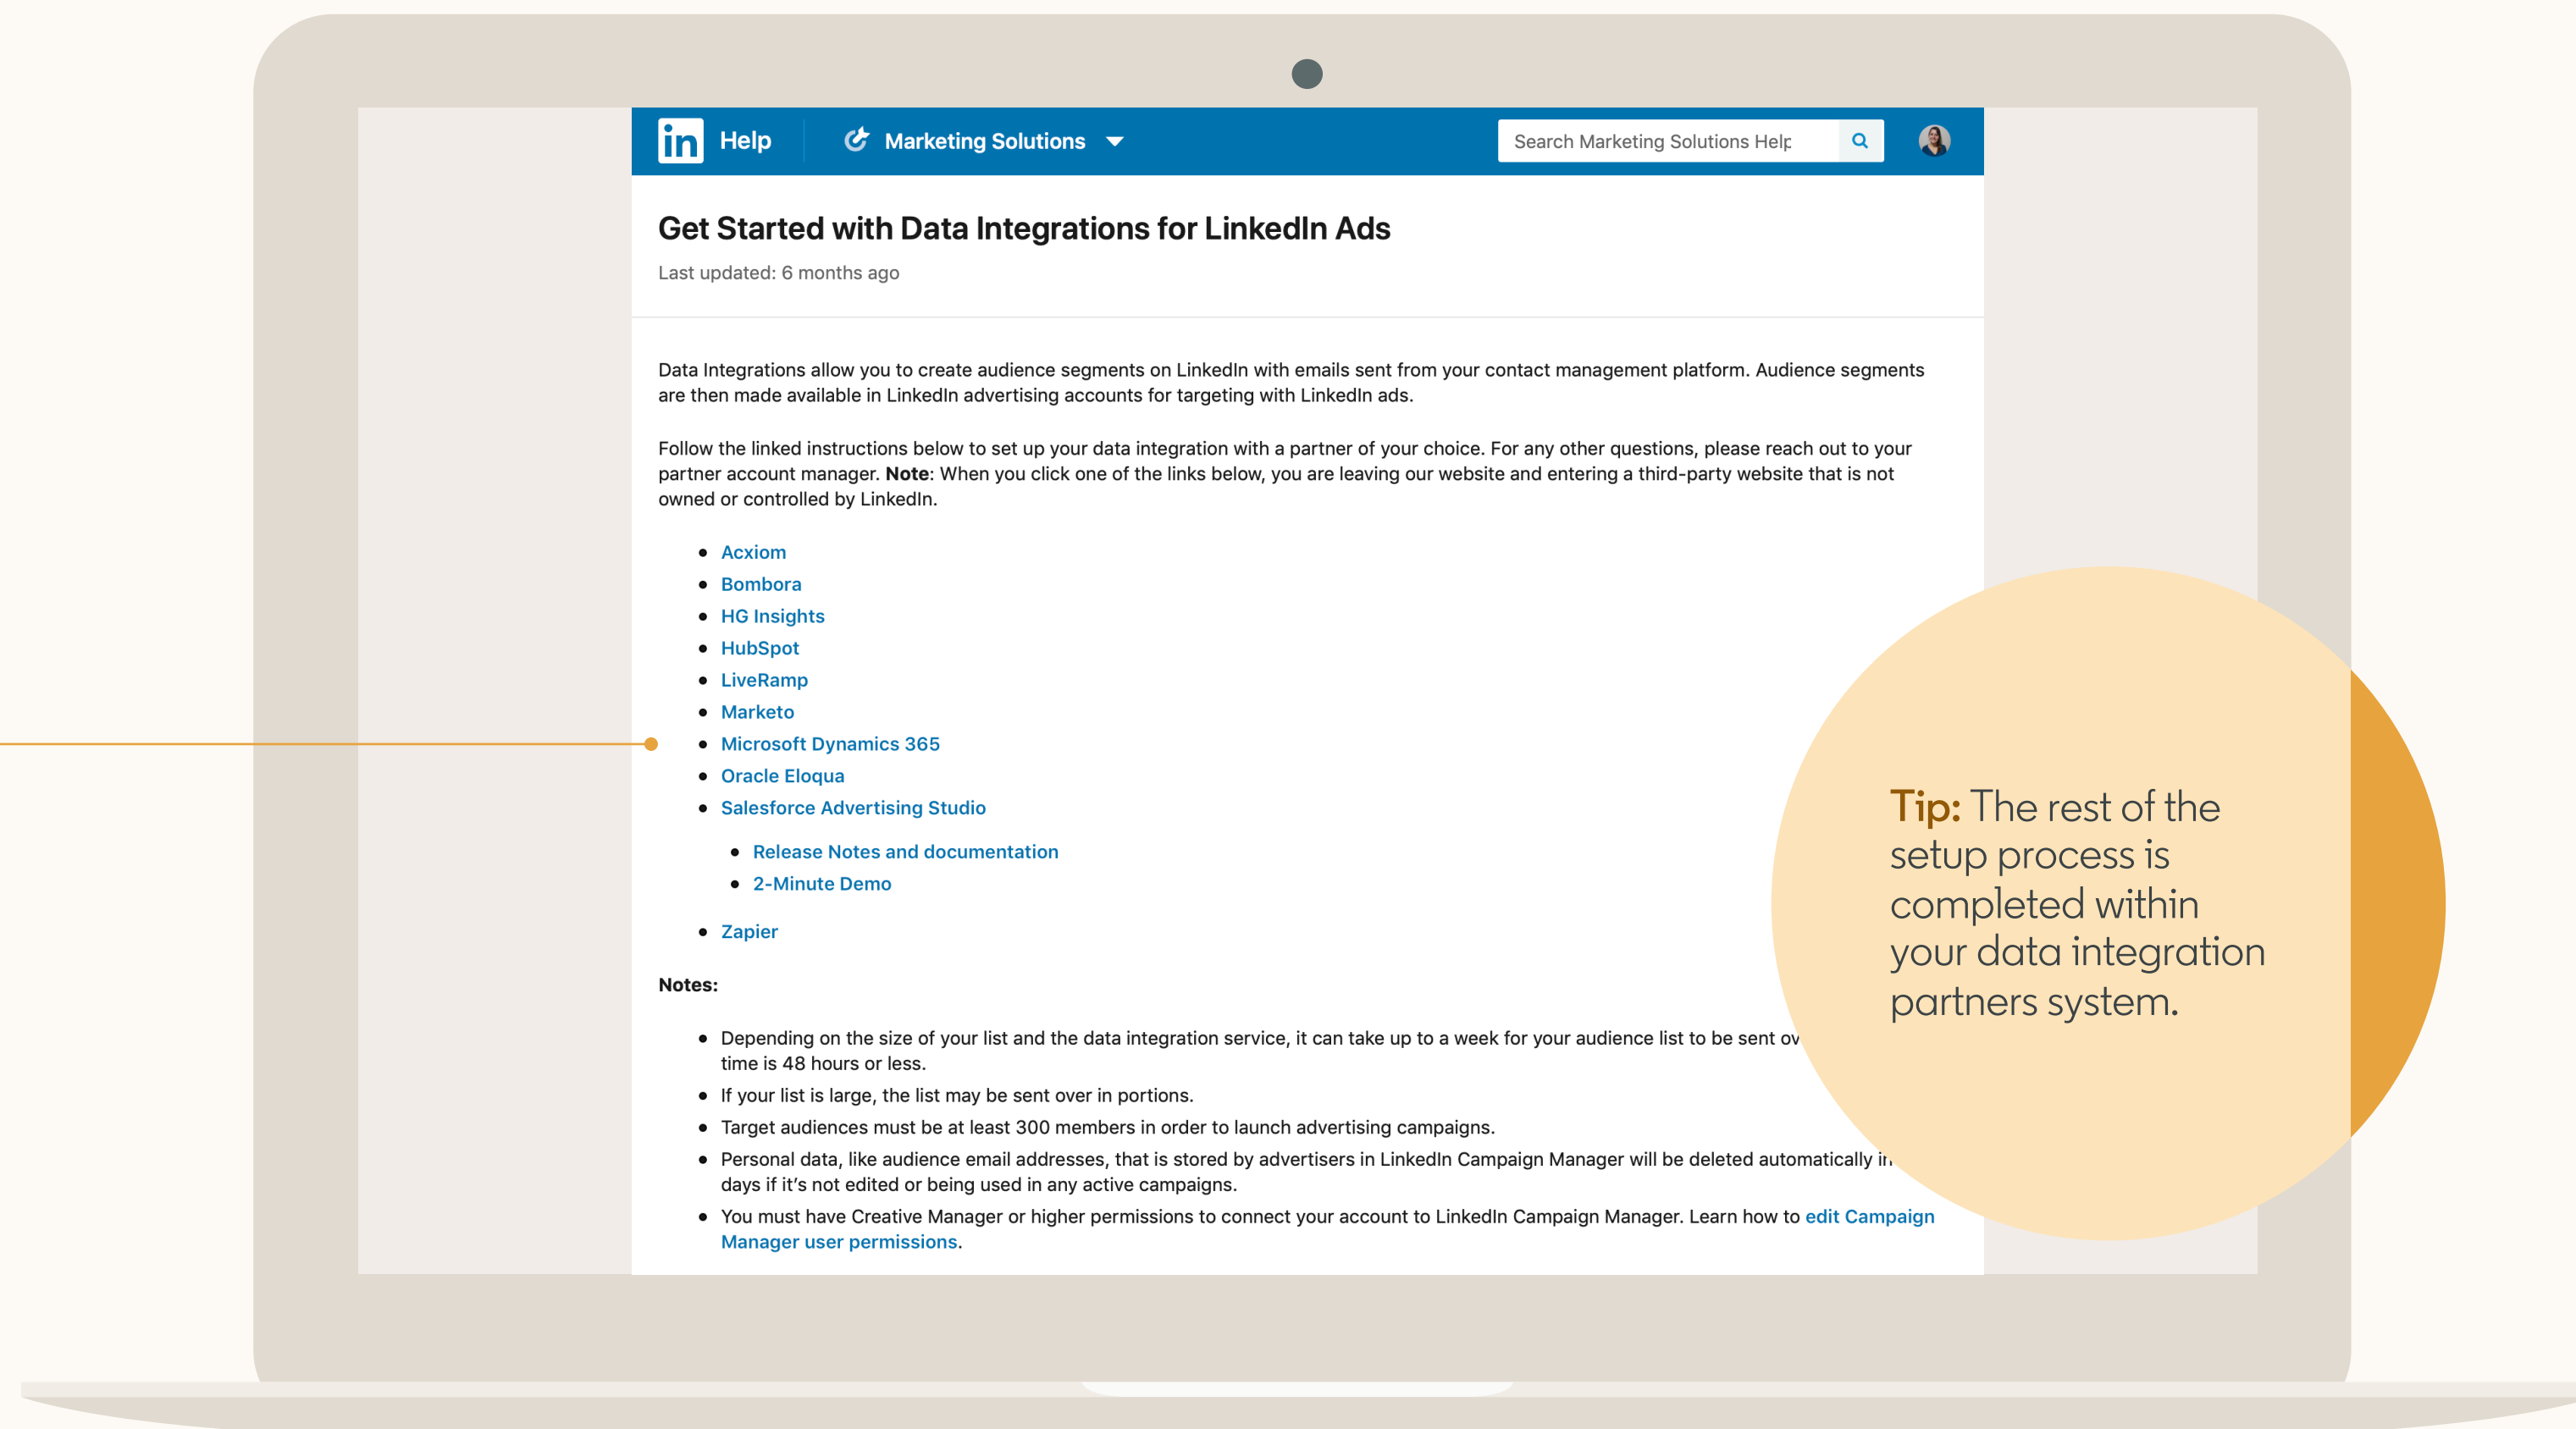 in Help Marketing Solutions Search Marketing Solutions Help
Get Started with Data Integrations for LinkedIn Ads
Last updated: 6 months ago
Data Integrations allow you to create audience segments on LinkedIn with emails sent from your contact management platform. Audience segments
are then made available in LinkedIn advertising accounts for targeting with LinkedIn ads.
Follow the linked instructions below to set up your data integration with a partner of your choice. For any other questions, please reach out to your
partner account manager. Note: When you click one of the links below, you are leaving our website and entering a third-party website that is not
owned or controlled by LinkedIn.
Acxiom
Bombora
HG Insights
HubSpot
LiveRamp
Marketo
Microsoft Dynamics 365
Oracle Eloqua
Salesforce Advertising Studio
Release Notes and documentation
2-Minute Demo
Zapier
Notes:
Depending on the size of your list and the data integration service, it can take up to a week for your audience list to be sent
time is 48 hours or less.
If your list is large, the list may be sent over in portions.
Target audiences must be at least 300 members in order to launch advertising campaigns.
Personal data, like audience email addresses, that is stored by advertisers in LinkedIn Campaign Manager will be deleted automatically
days if it’s not edited or being used in any active campaigns.
You must have Creative Manager or higher permissions to connect your account to LinkedIn Campaign Manager. Learn how to edit Campaign
Manager user permissions.
Tip: The rest of the
setup process is
completed within
your data integration
partners system.